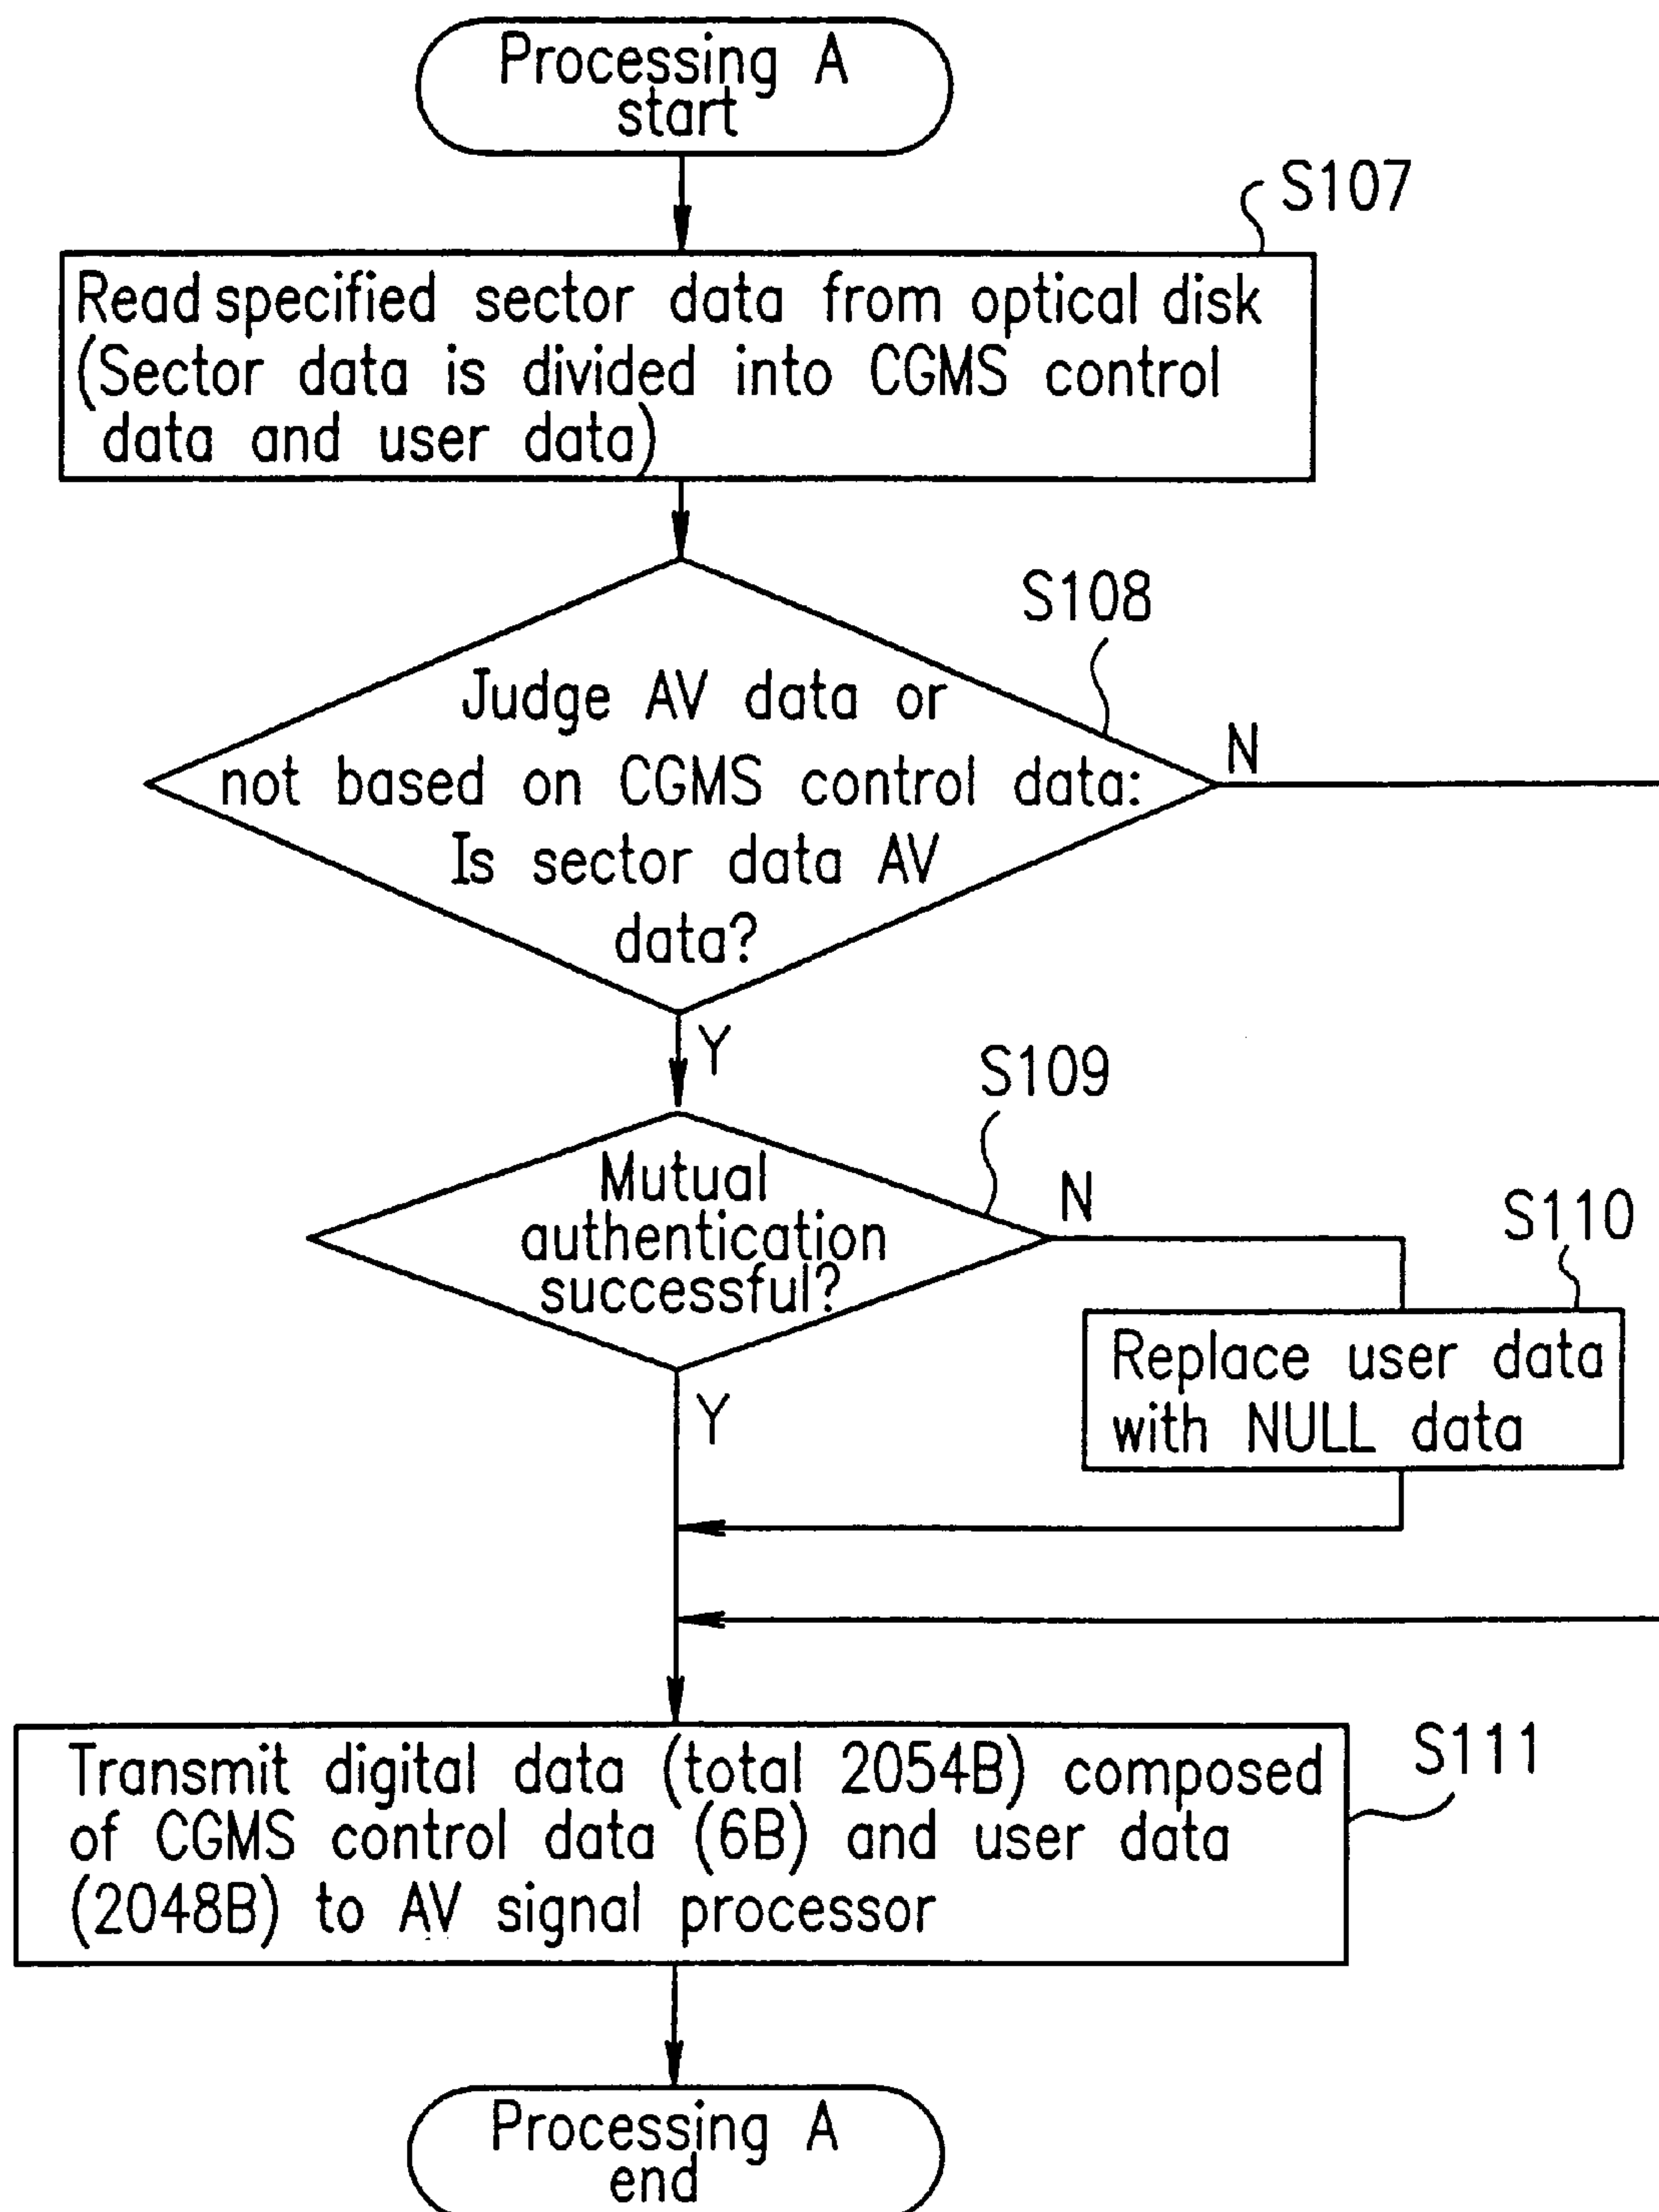 Processing A
start
S107
Read specified sector data from optical disk
(Sector data is divided into CGMS control
data and user data)
S108
Judge AV data or
not based on CGMS control data:
Is sector data AV
data?
N
Y
S109
Mutual
authentication
successful?
N
S110
Replace user data
with NULL data
Y
Transmit digital data (total 2054B) composed
of CGMS control data (6B) and user data
(2048B) to AV signal processor
S111
Processing A
end